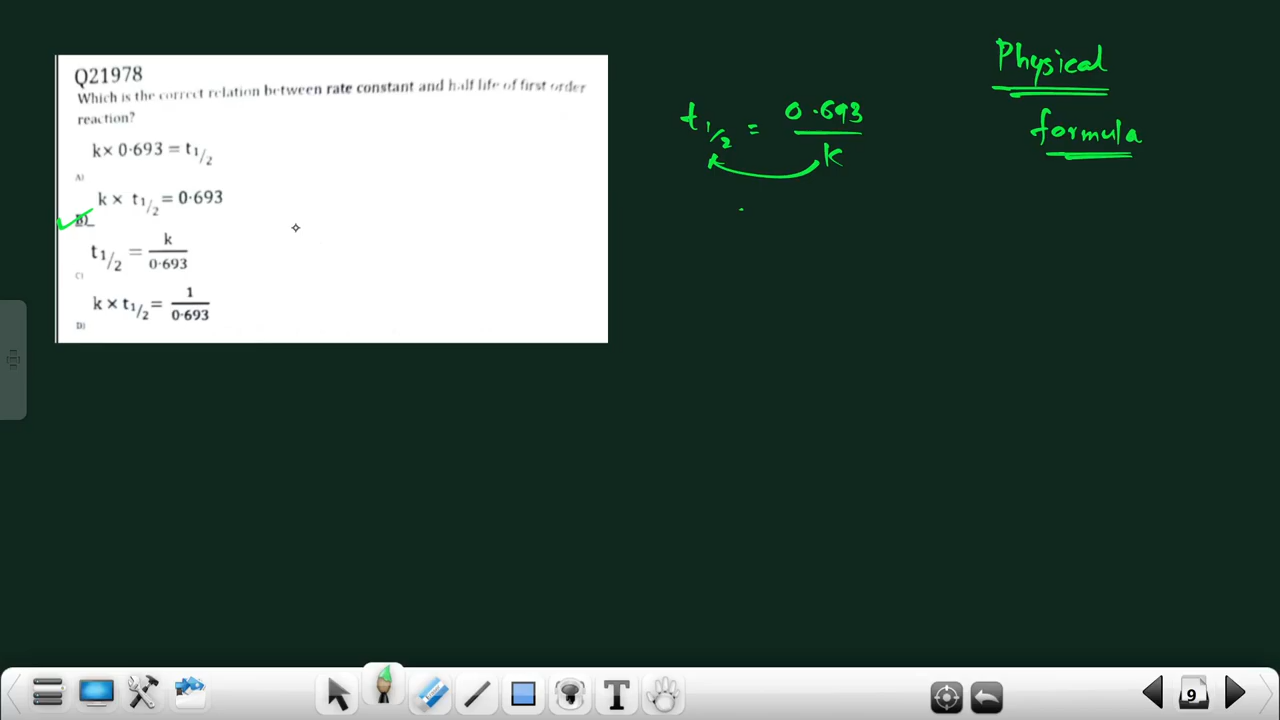 Q21978
Which is the correct relation between rate constant and half life of first order
reaction?
k× 0·693 = t1/2
A)
k × t1/2 = 0·693
B)
t1/2 = k/0·693
C)
k × t1/2 = 1/0·693
D)
t1/2 = 0.693/k
Physical
formula
T
9